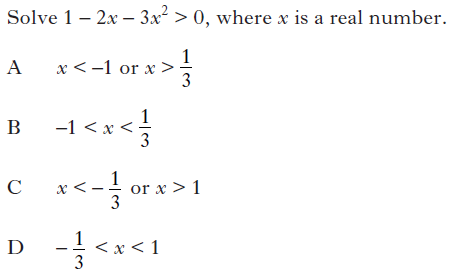 Solve 1 – 2x – 3x² > 0, where x is a real number.
A x < –1 or x > 1/3
B –1 < x < 1/3
C x < – 1/3 or x > 1
D – 1/3 < x < 1